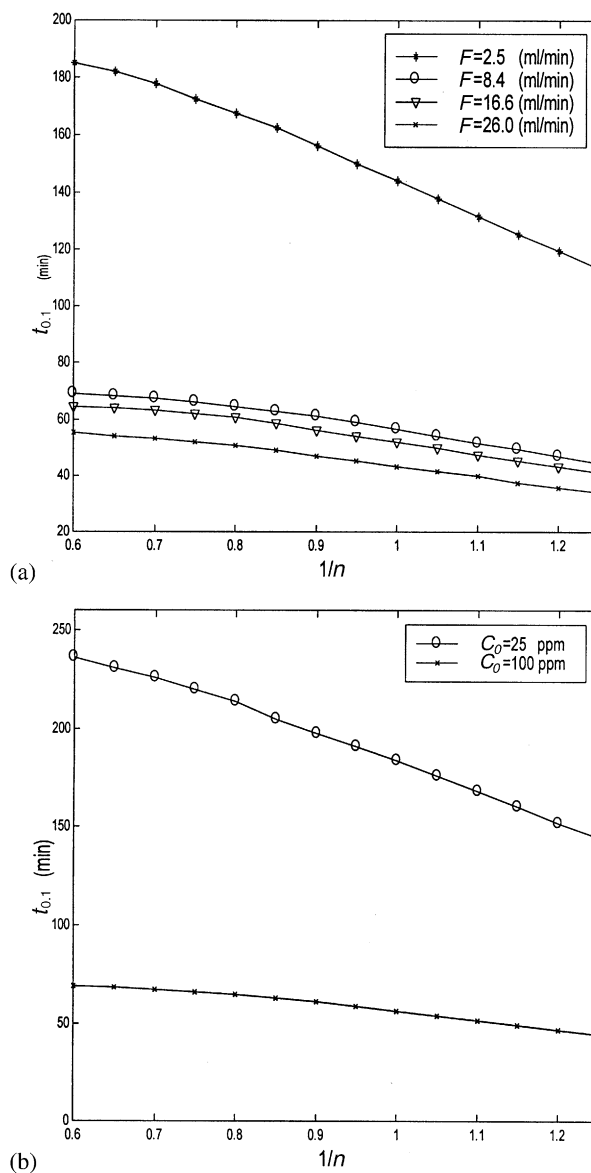 200
180
160
140
120
100
80
60
40
20
t0.1 (min)
F=2.5 (ml/min)
F=8.4 (ml/min)
F=16.6 (ml/min)
F=26.0 (ml/min)
0.6 0.7 0.8 0.9 1 1.1 1.2
1/n
(a)
250
200
150
100
50
0
t0.1 (min)
C0=25 ppm
C0=100 ppm
0.6 0.7 0.8 0.9 1 1.1 1.2
1/n
(b)